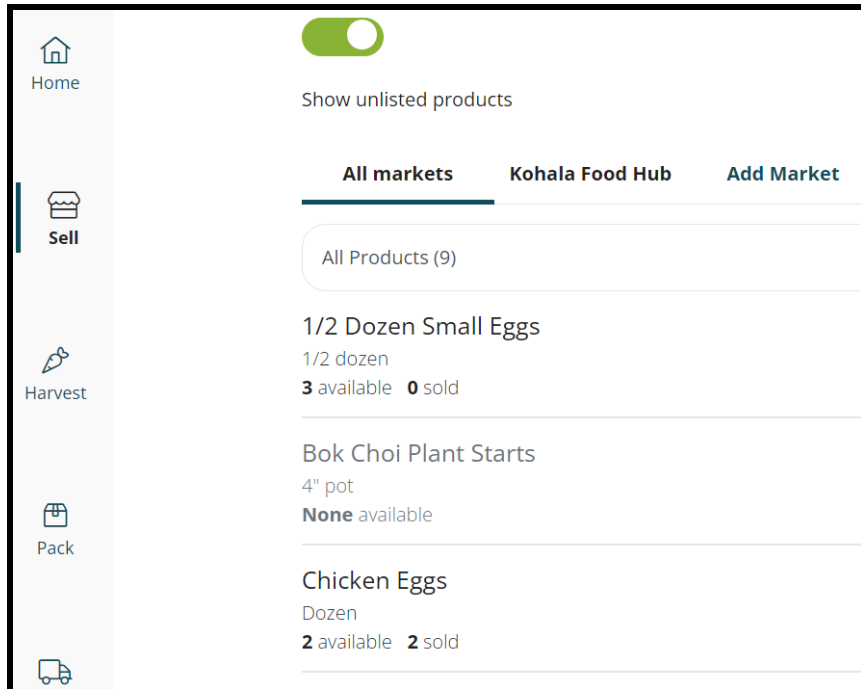 Home
Sell
Harvest
Pack
Show unlisted products
All markets Kohala Food Hub Add Market
All Products (9)
1/2 Dozen Small Eggs
1/2 dozen
3 available 0 sold
Bok Choi Plant Starts
4" pot
None available
Chicken Eggs
Dozen
2 available 2 sold